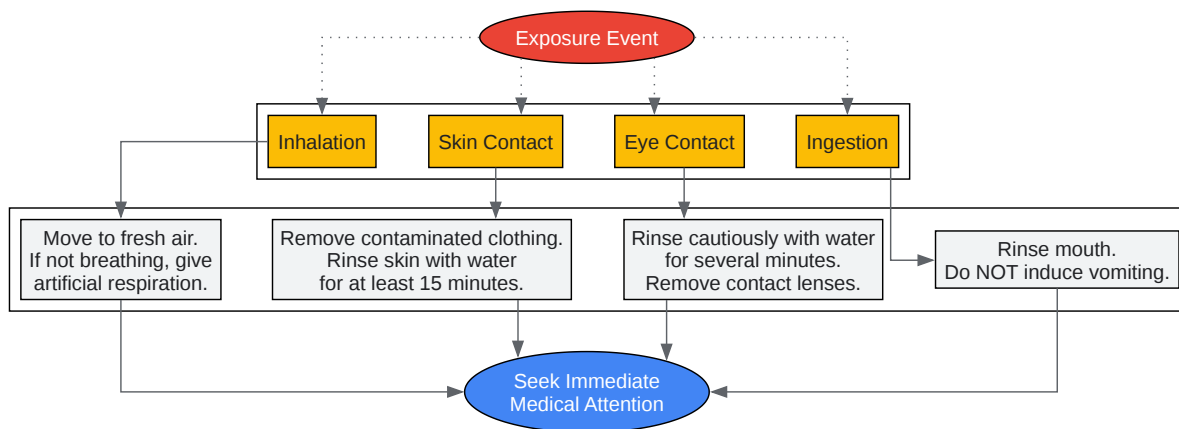 Exposure Event
Inhalation
Skin Contact
Eye Contact
Ingestion
Move to fresh air.
If not breathing, give
artificial respiration.
Remove contaminated clothing.
Rinse skin with water
for at least 15 minutes.
Rinse cautiously with water
for several minutes.
Remove contact lenses.
Rinse mouth.
Do NOT induce vomiting.
Seek Immediate
Medical Attention